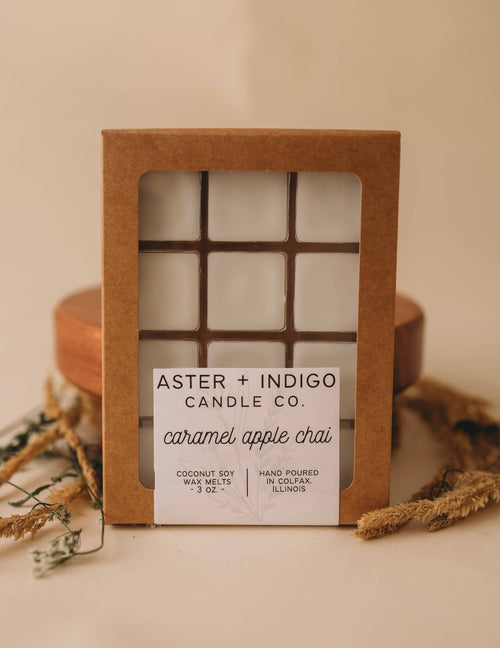 ASTER + INDIGO
CANDLE CO.
caramel apple chai
COCONUT SOY
WAX MELTS
- 3 OZ. -
HAND POURED
IN COLFAX,
ILLINOIS